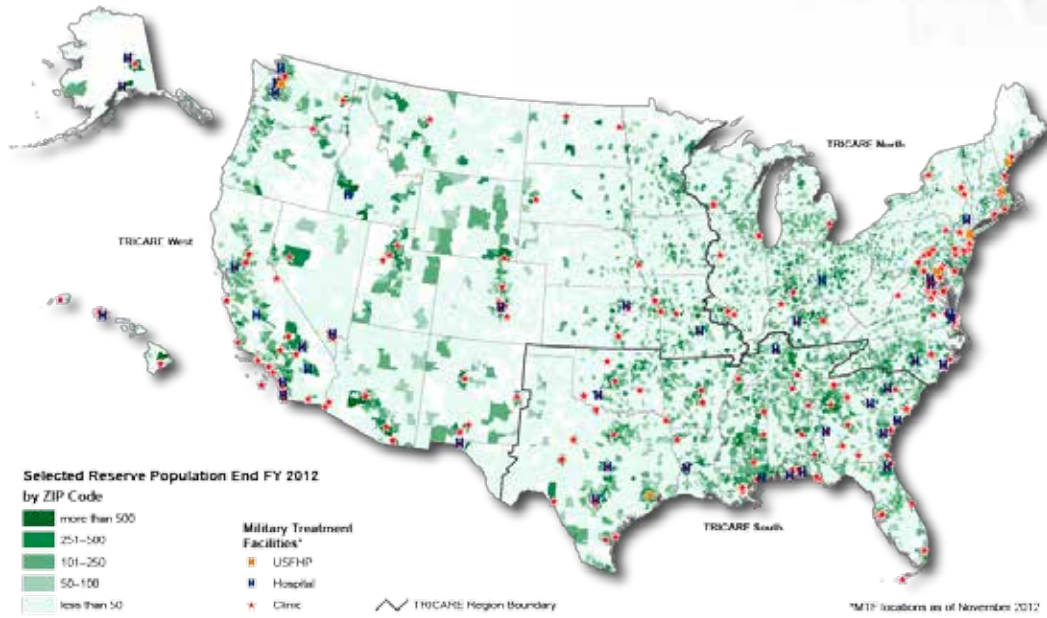 TRICARE North
TRICARE West
TRICARE South
Selected Reserve Population End FY 2012
by ZIP Code
more than 500
251–500
101–250
50–100
less than 50
Military Treatment
Facilities*
H USFHP
H Hospital
Clinic
TRICARE Region Boundary
*MTF locations as of November 2012